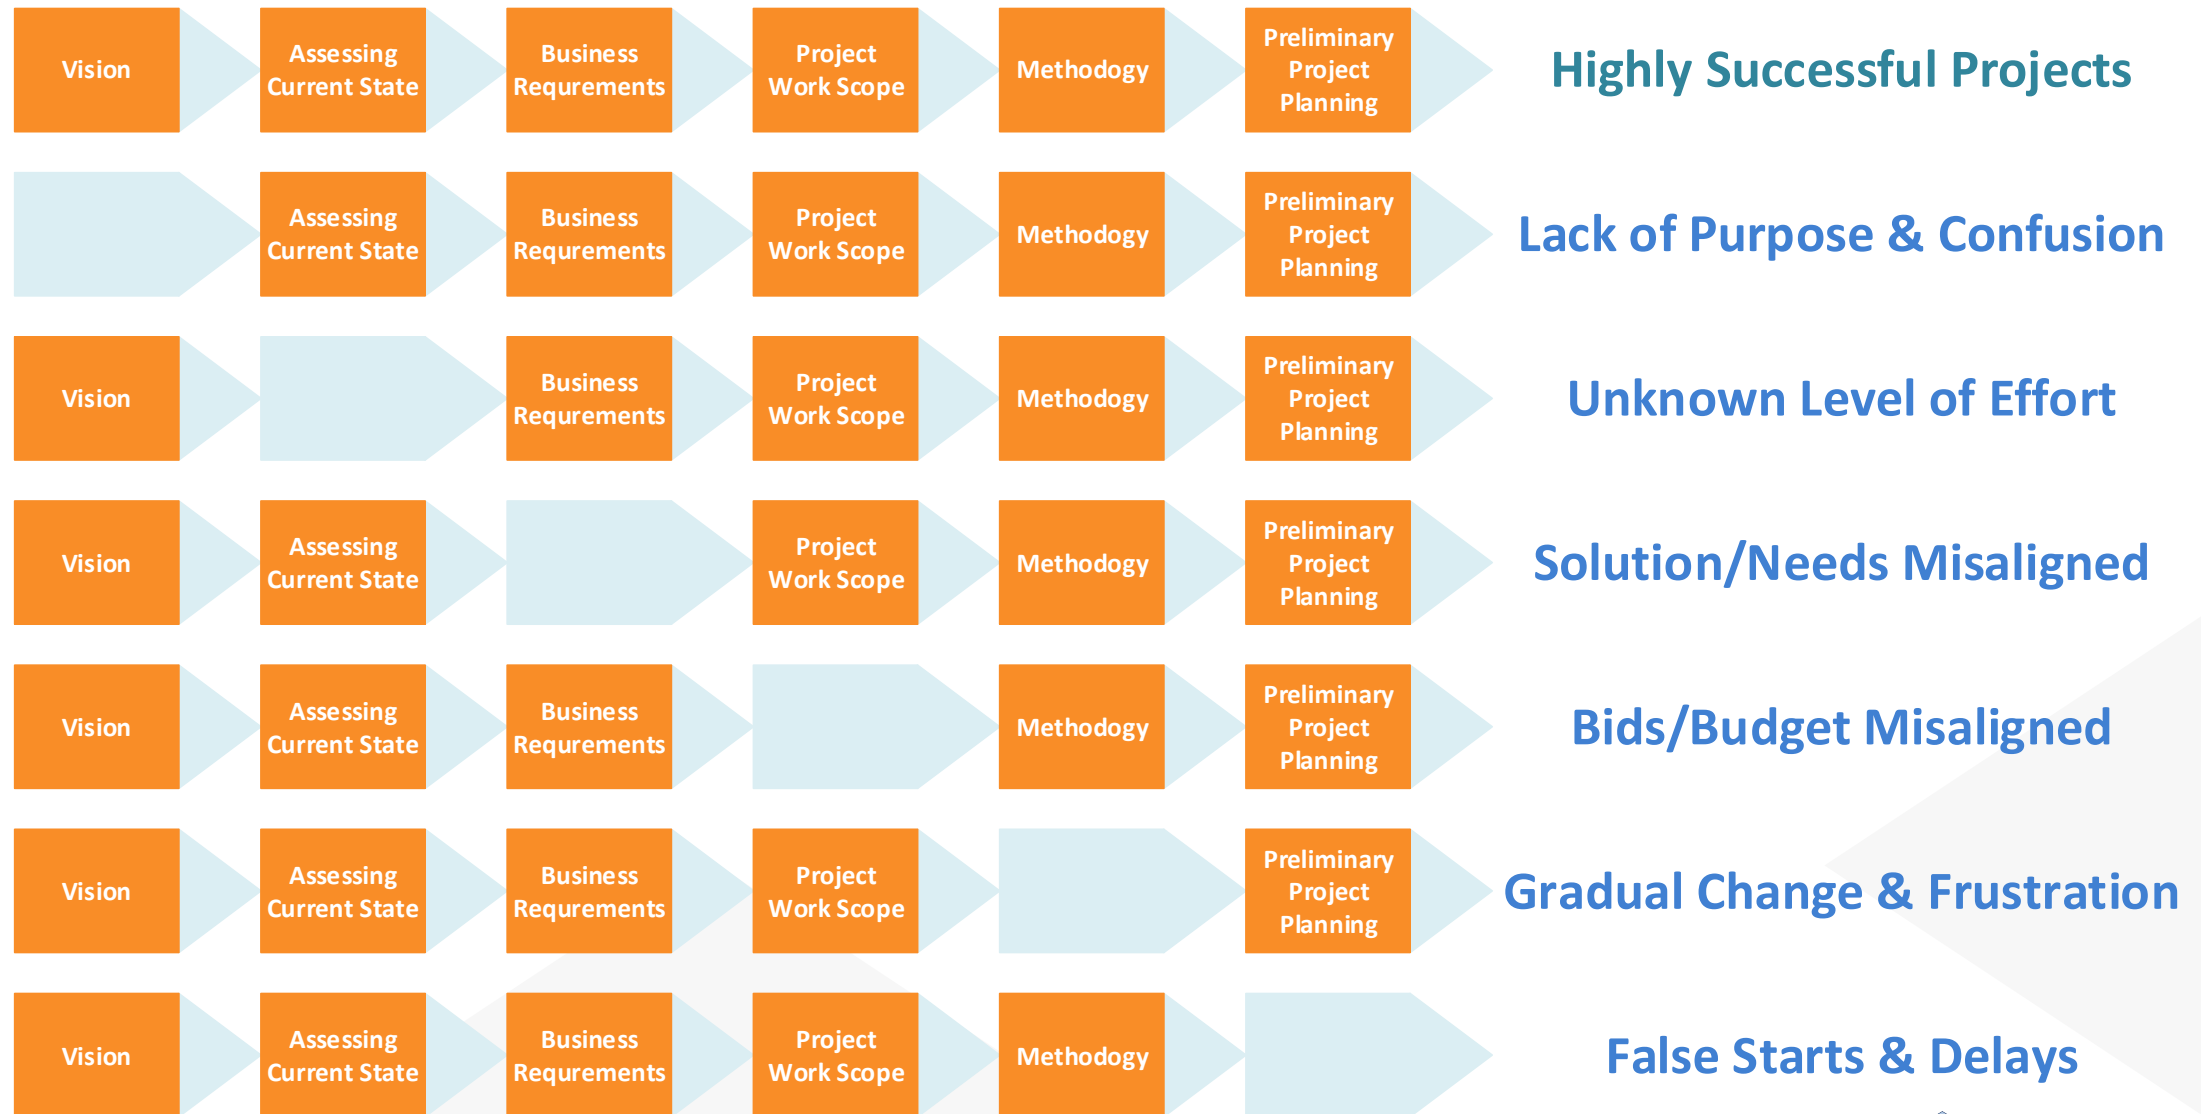 Vision
Assessing
Current State
Business
Requrements
Project
Work Scope
Methodogy
Preliminary
Project
Planning
Highly Successful Projects
Assessing
Current State
Business
Requrements
Project
Work Scope
Methodogy
Preliminary
Project
Planning
Lack of Purpose & Confusion
Vision
Business
Requrements
Project
Work Scope
Methodogy
Preliminary
Project
Planning
Unknown Level of Effort
Vision
Assessing
Current State
Project
Work Scope
Methodogy
Preliminary
Project
Planning
Solution/Needs Misaligned
Vision
Assessing
Current State
Business
Requrements
Methodogy
Preliminary
Project
Planning
Bids/Budget Misaligned
Vision
Assessing
Current State
Business
Requrements
Project
Work Scope
Preliminary
Project
Planning
Gradual Change & Frustration
Vision
Assessing
Current State
Business
Requrements
Project
Work Scope
Methodogy
False Starts & Delays